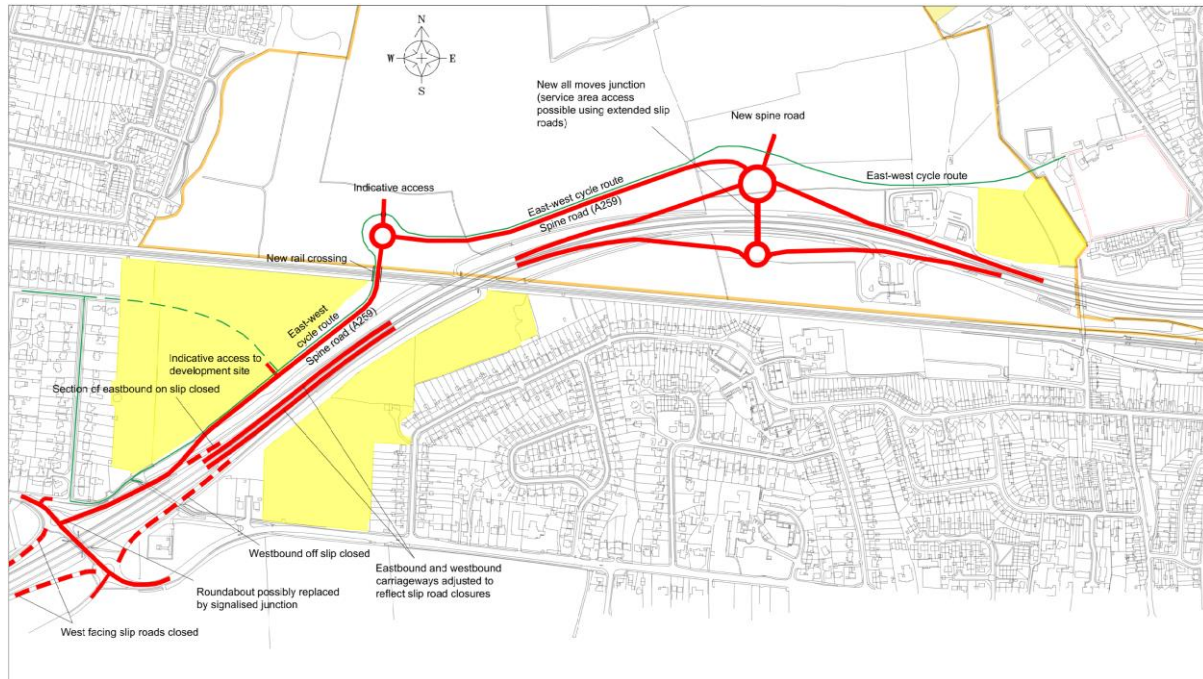 N
W
E
S
New all moves junction
(service area access
possible using extended slip
roads)
New spine road
East-west cycle route
Indicative access
East-west cycle route
Spine road (A259)
New rail crossing
East-west
cycle route
Spine road (A259)
Indicative access to
development site
Section of eastbound on slip closed
Westbound off slip closed
Eastbound and westbound
carriageways adjusted to
reflect slip road closures
Roundabout possibly replaced
by signalised junction
West facing slip roads closed